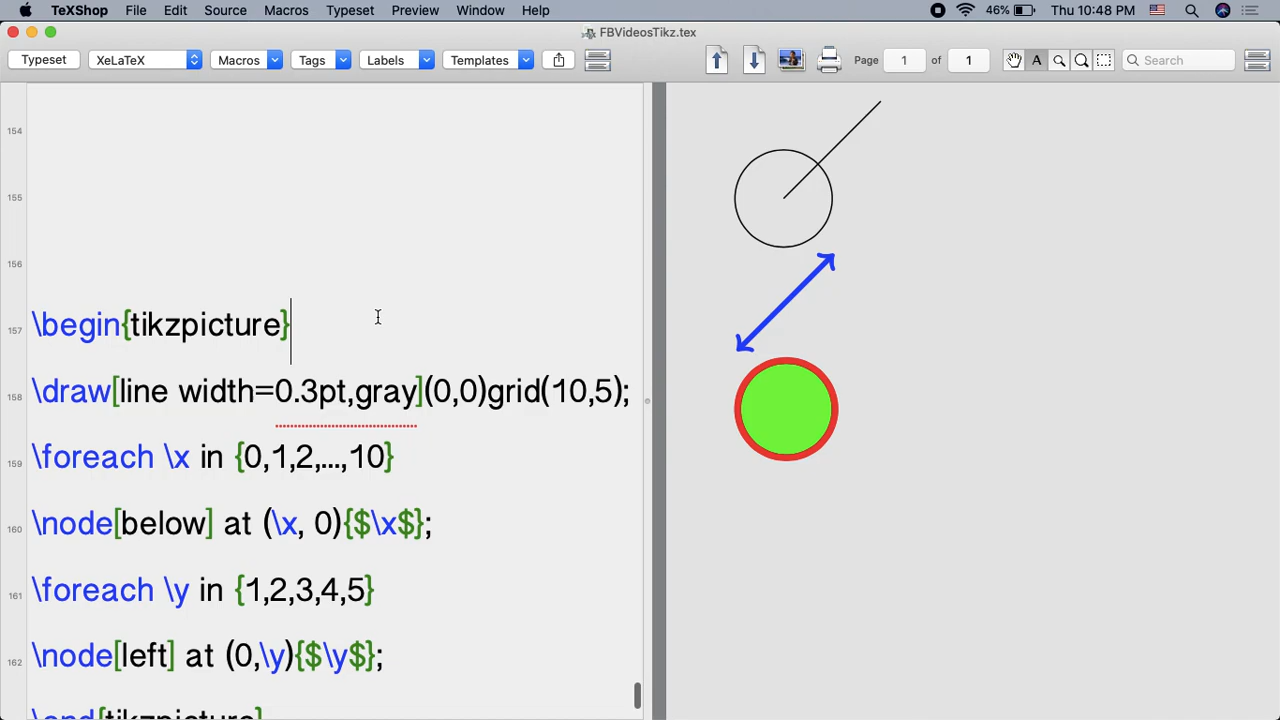 TeXShop File Edit Source Macros Typeset Preview Window Help 46% Thu 10:48 PM
FBVideosTikz.tex
Typeset XeLaTeX Macros Tags Labels Templates Page 1 of 1 Search
154
155
156
157 \begin{tikzpicture}
158 \draw[line width=0.3pt,gray](0,0)grid(10,5);
159 \foreach \x in {0,1,2,...,10}
160 \node[below] at (\x, 0){$\x$};
161 \foreach \y in {1,2,3,4,5}
162 \node[left] at (0,\y){$\y$};
\end{tikzpicture}